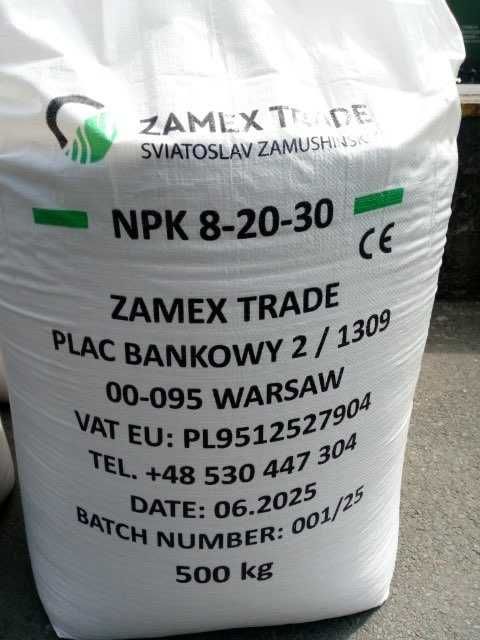 ZAMEX TRADE
SVIATOSLAV ZAMUSHINSK
NPK 8-20-30
CE
ZAMEX TRADE
PLAC BANKOWY 2 / 1309
00-095 WARSAW
VAT EU: PL9512527904
TEL. +48 530 447 304
DATE: 06.2025
BATCH NUMBER: 001/25
500 kg